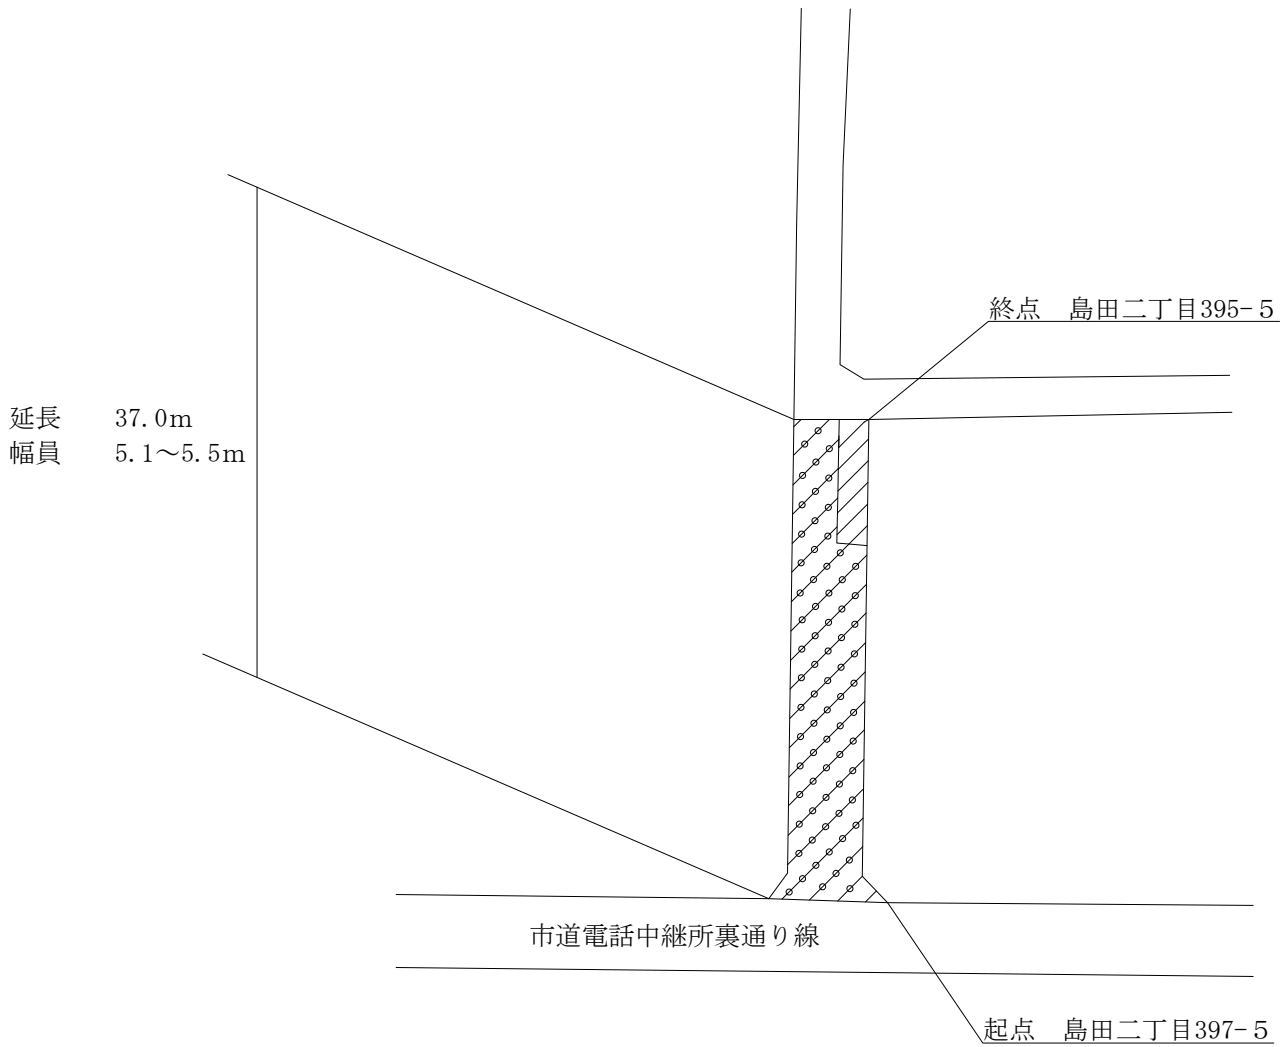 終点　島田二丁目395-5
延長　　37.0m
幅員　　5.1～5.5m
市道電話中継所裏通り線
起点　島田二丁目397-5